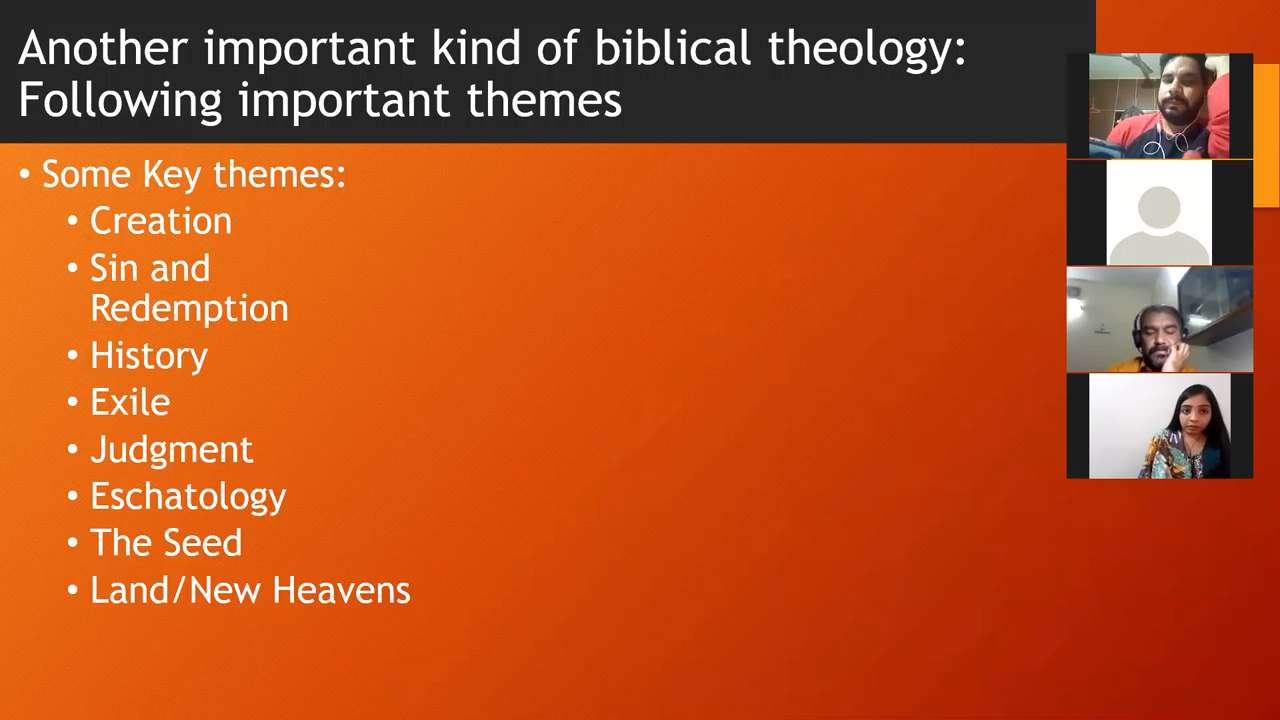 Another important kind of biblical theology:
Following important themes
• Some Key themes:
• Creation
• Sin and
Redemption
• History
• Exile
• Judgment
• Eschatology
• The Seed
• Land/New Heavens